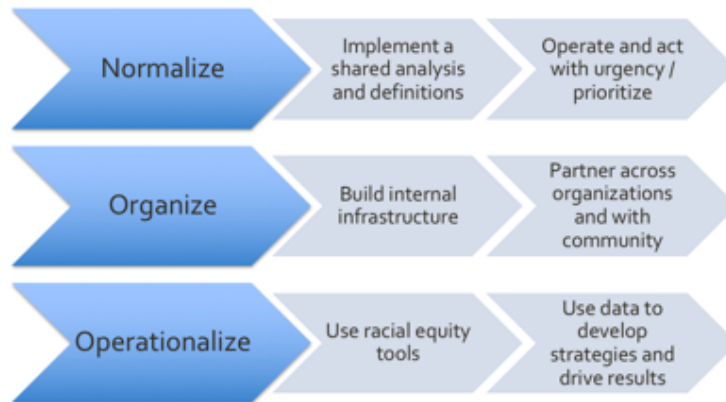 Normalize
Implement a
shared analysis
and definitions
Operate and act
with urgency /
prioritize
Organize
Build internal
infrastructure
Partner across
organizations
and with
community
Operationalize
Use racial equity
tools
Use data to
develop
strategies and
drive results